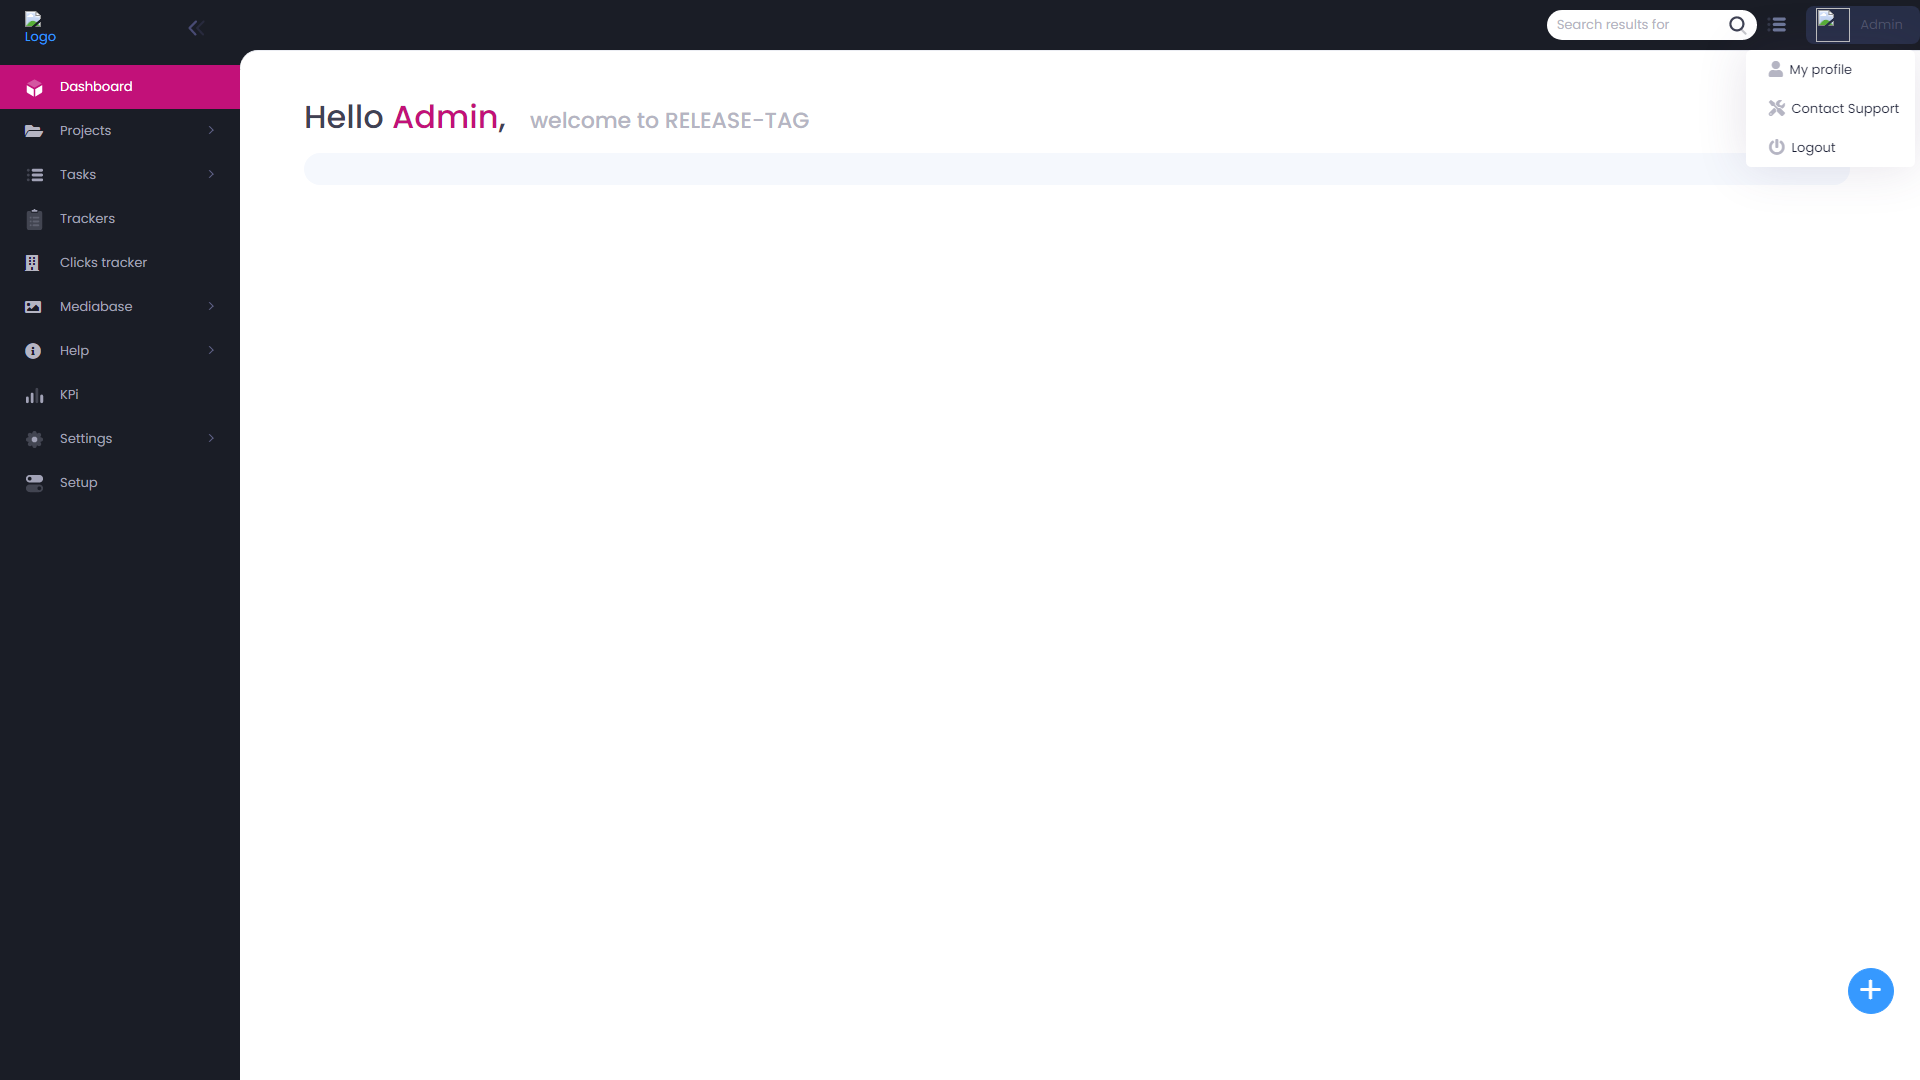 Logo
Search results for
Admin
Dashboard
Projects
Tasks
Trackers
Clicks tracker
Mediabase
Help
KPi
Settings
Setup
Hello Admin, welcome to RELEASE-TAG
My profile
Contact Support
Logout